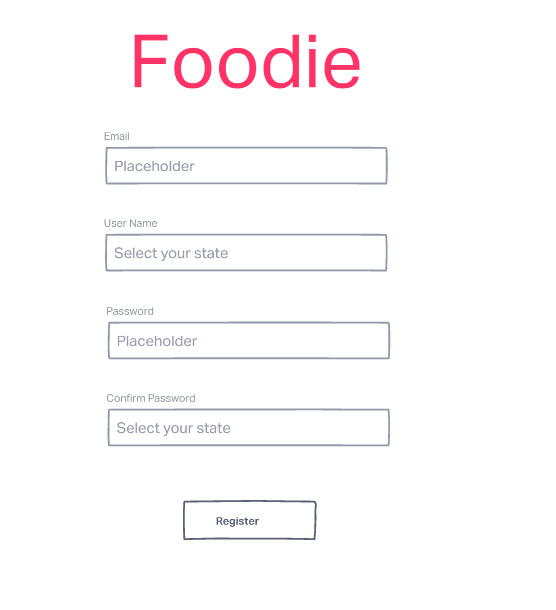 Foodie
Email
Placeholder
User Name
Select your state
Password
Placeholder
Confirm Password
Select your state
Register